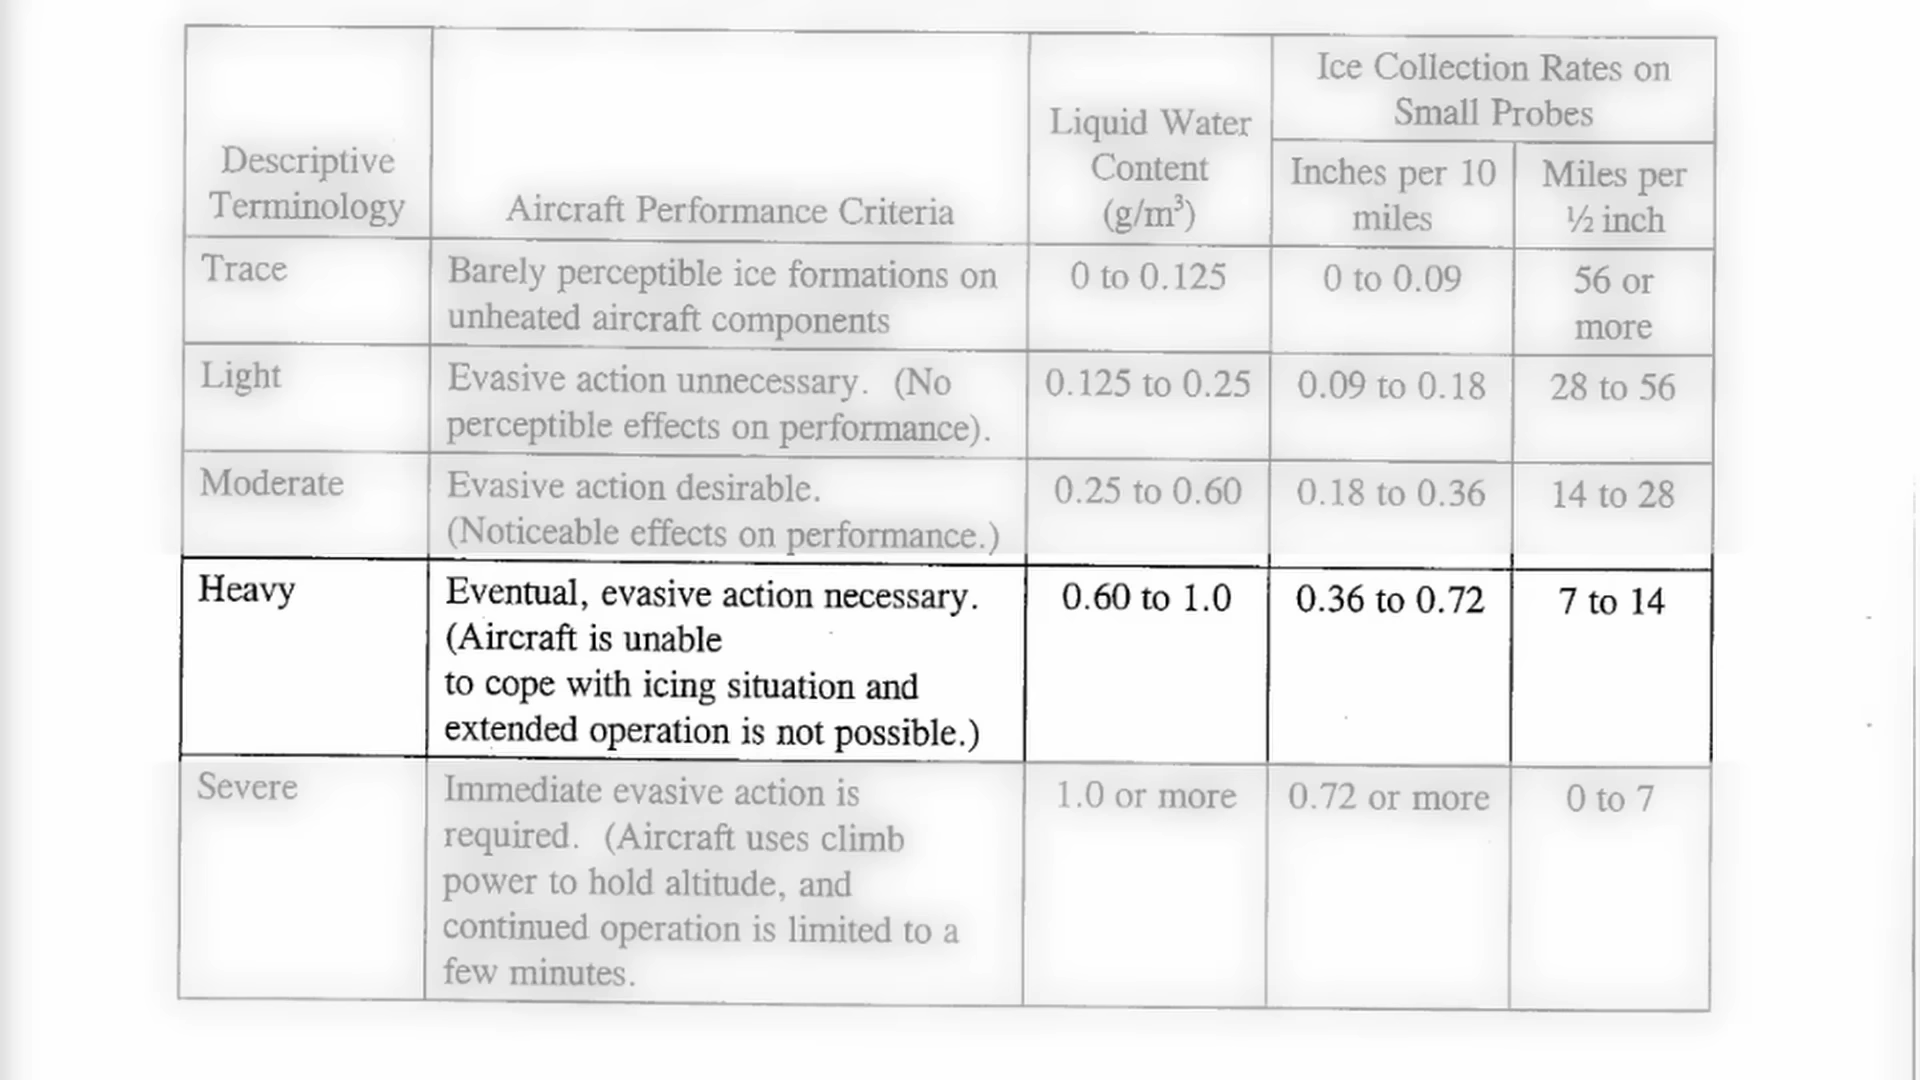 Ice Collection Rates on
Small Probes
Descriptive
Terminology
Aircraft Performance Criteria
Liquid Water
Content
(g/m³)
Inches per 10
miles
Miles per
½ inch
Trace
Barely perceptible ice formations on
unheated aircraft components
0 to 0.125
0 to 0.09
56 or
more
Light
Evasive action unnecessary. (No
perceptible effects on performance).
0.125 to 0.25
0.09 to 0.18
28 to 56
Moderate
Evasive action desirable.
(Noticeable effects on performance.)
0.25 to 0.60
0.18 to 0.36
14 to 28
Heavy
Eventual, evasive action necessary.
(Aircraft is unable
to cope with icing situation and
extended operation is not possible.)
0.60 to 1.0
0.36 to 0.72
7 to 14
Severe
Immediate evasive action is
required. (Aircraft uses climb
power to hold altitude, and
continued operation is limited to a
few minutes.
1.0 or more
0.72 or more
0 to 7